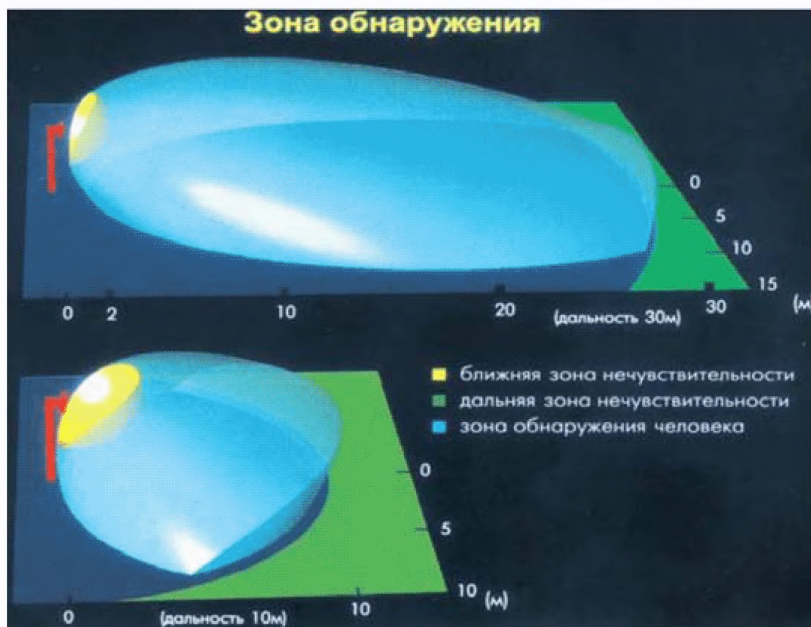 Зона обнаружения
0
5
10
15
0 2 10 20 30 (м
(дальность 30м)
ближняя зона нечувствительности
дальняя зона нечувствительности
зона обнаружения человека
0
5
10 (м)
0 (дальность 10м) 10